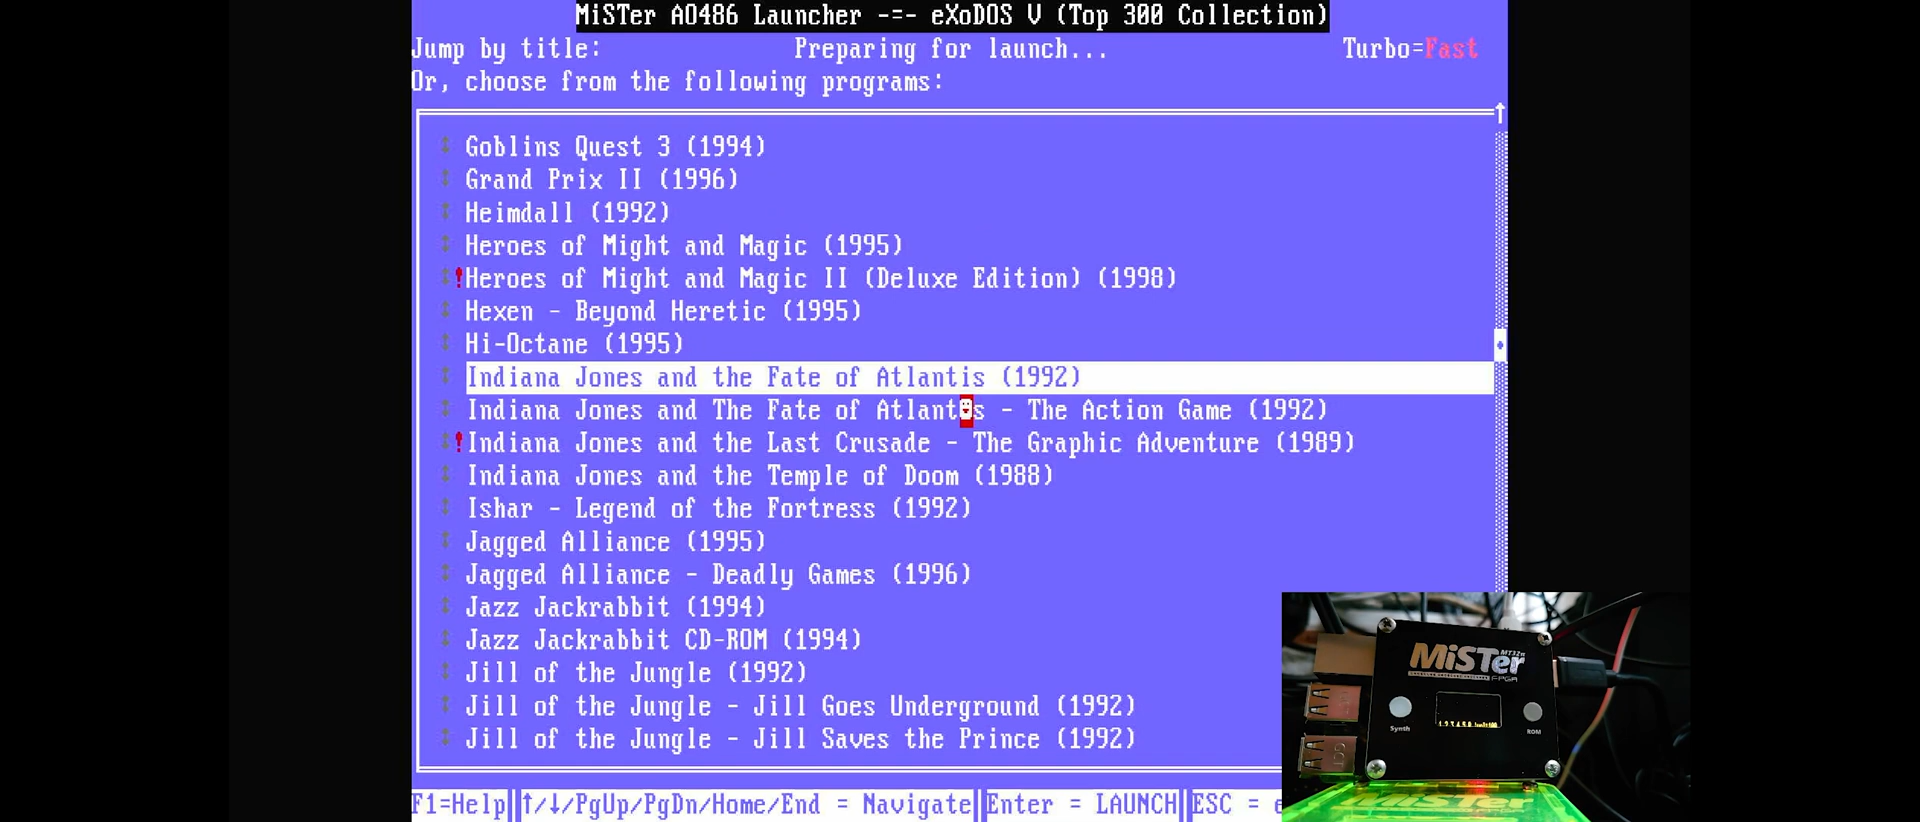 MiSTer AO486 Launcher -=- eXoDOS V (Top 300 Collection)
Jump by title: Preparing for launch... Turbo=Fast
Or, choose from the following programs:
Goblins Quest 3 (1994)
Grand Prix II (1996)
Heimdall (1992)
Heroes of Might and Magic (1995)
!Heroes of Might and Magic II (Deluxe Edition) (1998)
Hexen - Beyond Heretic (1995)
Hi-Octane (1995)
Indiana Jones and the Fate of Atlantis (1992)
Indiana Jones and The Fate of Atlant☻s - The Action Game (1992)
!Indiana Jones and the Last Crusade - The Graphic Adventure (1989)
Indiana Jones and the Temple of Doom (1988)
Ishar - Legend of the Fortress (1992)
Jagged Alliance (1995)
Jagged Alliance - Deadly Games (1996)
Jazz Jackrabbit (1994)
Jazz Jackrabbit CD-ROM (1994)
Jill of the Jungle (1992)
Jill of the Jungle - Jill Goes Underground (1992)
Jill of the Jungle - Jill Saves the Prince (1992)
F1=Help ↑/↓/PgUp/PgDn/Home/End = Navigate Enter = LAUNCH ESC = e
MiSTer
FPGA
Synth
ROM
MiSTer